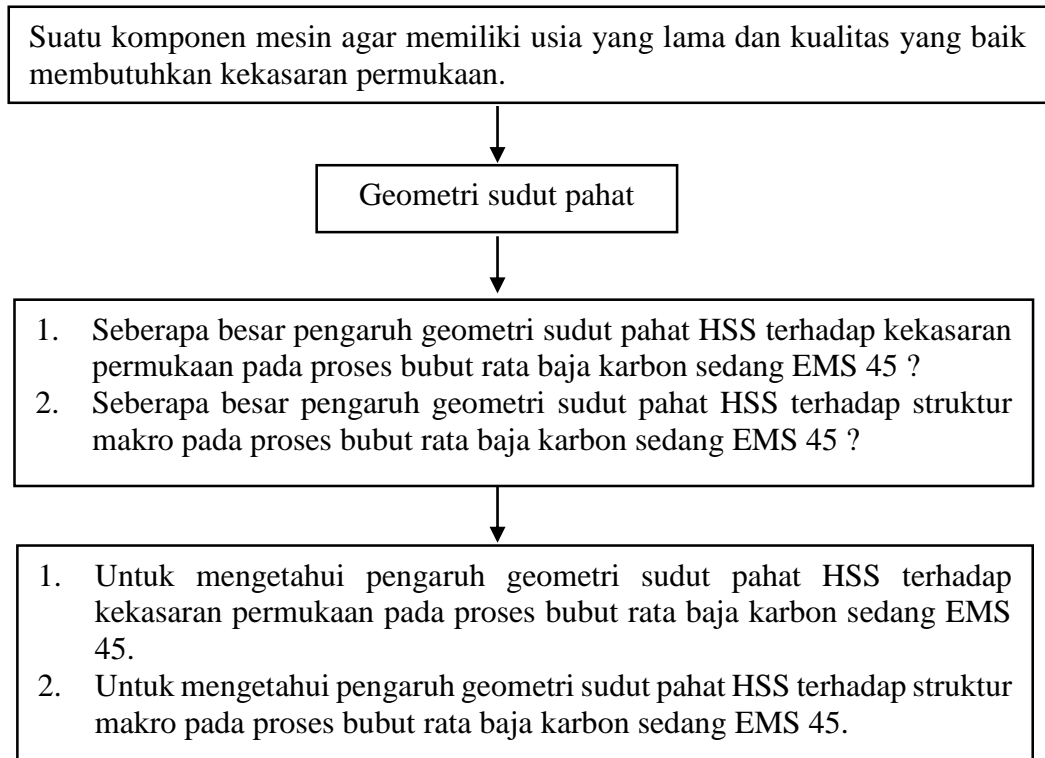 Suatu komponen mesin agar memiliki usia yang lama dan kualitas yang baik
membutuhkan kekasaran permukaan.
Geometri sudut pahat
1. Seberapa besar pengaruh geometri sudut pahat HSS terhadap kekasaran
permukaan pada proses bubut rata baja karbon sedang EMS 45 ?
2. Seberapa besar pengaruh geometri sudut pahat HSS terhadap struktur
makro pada proses bubut rata baja karbon sedang EMS 45 ?
1. Untuk mengetahui pengaruh geometri sudut pahat HSS terhadap
kekasaran permukaan pada proses bubut rata baja karbon sedang EMS
45.
2. Untuk mengetahui pengaruh geometri sudut pahat HSS terhadap struktur
makro pada proses bubut rata baja karbon sedang EMS 45.